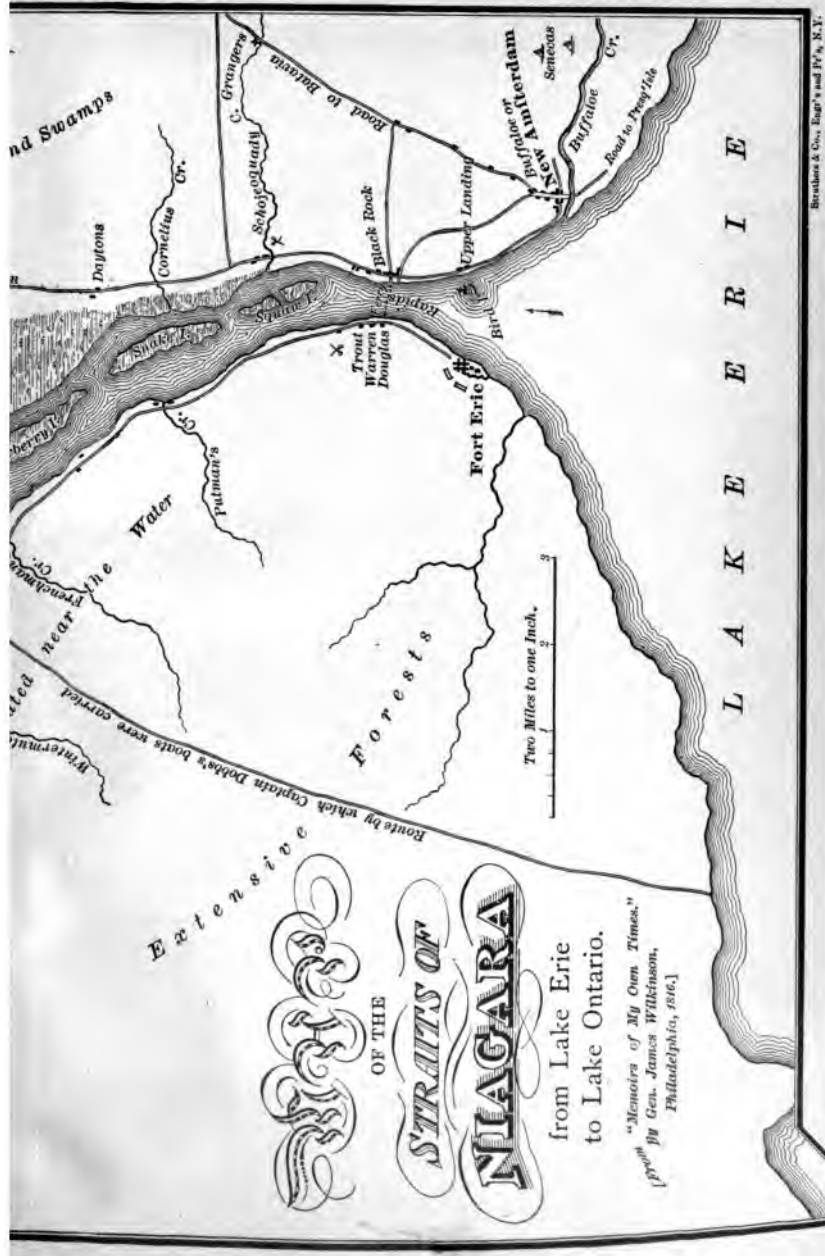 OF THE
STRAITS OF
NIAGARA
from Lake Erie
to Lake Ontario.
[From "Memoirs of My Own Times."
By Gen. James Wilkinson,
Philadelphia, 1816.]
Extensive
Forests
near the Water
Route by which Captain Dobbs's boats were carried
Frenchman Cr.
Putman's Cr.
Two Miles to one Inch.
1 2 3
Fort Erie
Trout
Warren
Douglas
Ferry
Rapids
Snake I.
Squaw I.
Bird I.
Swamps
Daytons
Cornelius Cr.
C. Grangers
Schojeoquady
Road to Batavia
Black Rock
Upper Landing
Buffaloe or
New Amsterdam
Senecas
Buffaloe Cr.
Road to Presq' Isle
LAKE ERIE
Struthers & Co., Engr's and Pr's, N.Y.